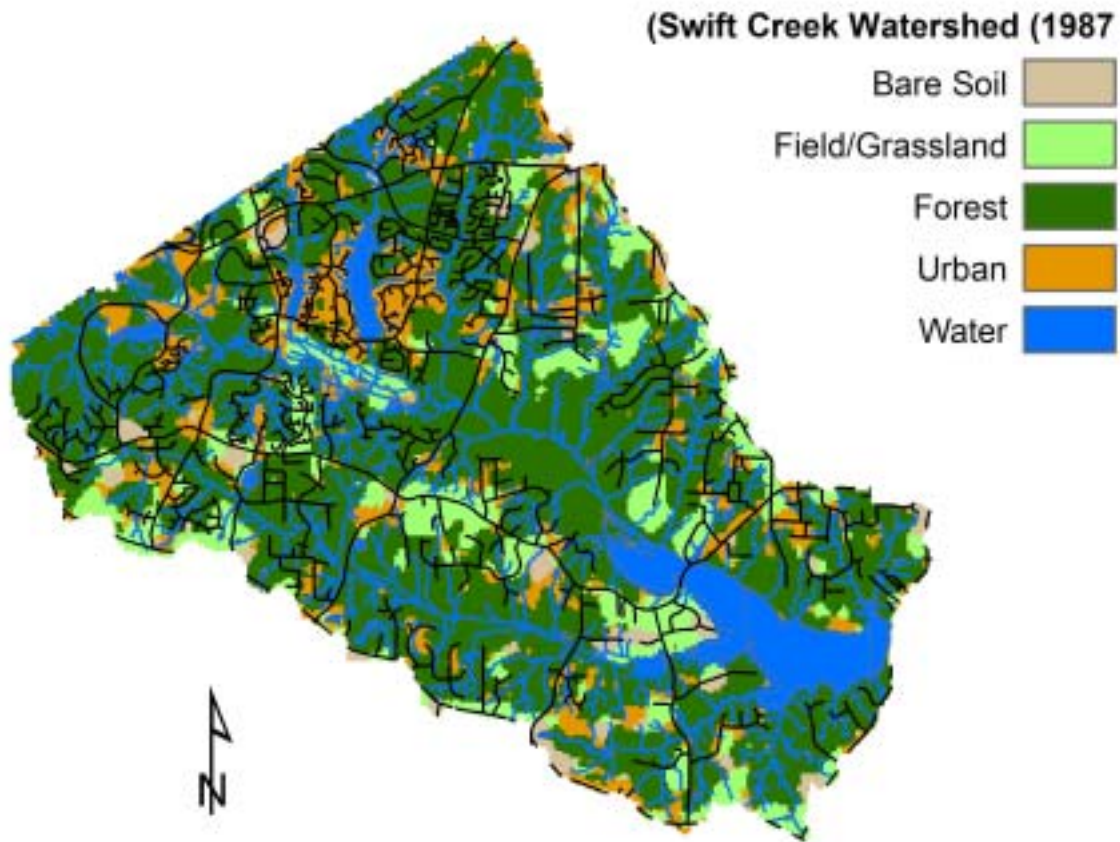 (Swift Creek Watershed (1987
Bare Soil
Field/Grassland
Forest
Urban
Water
N